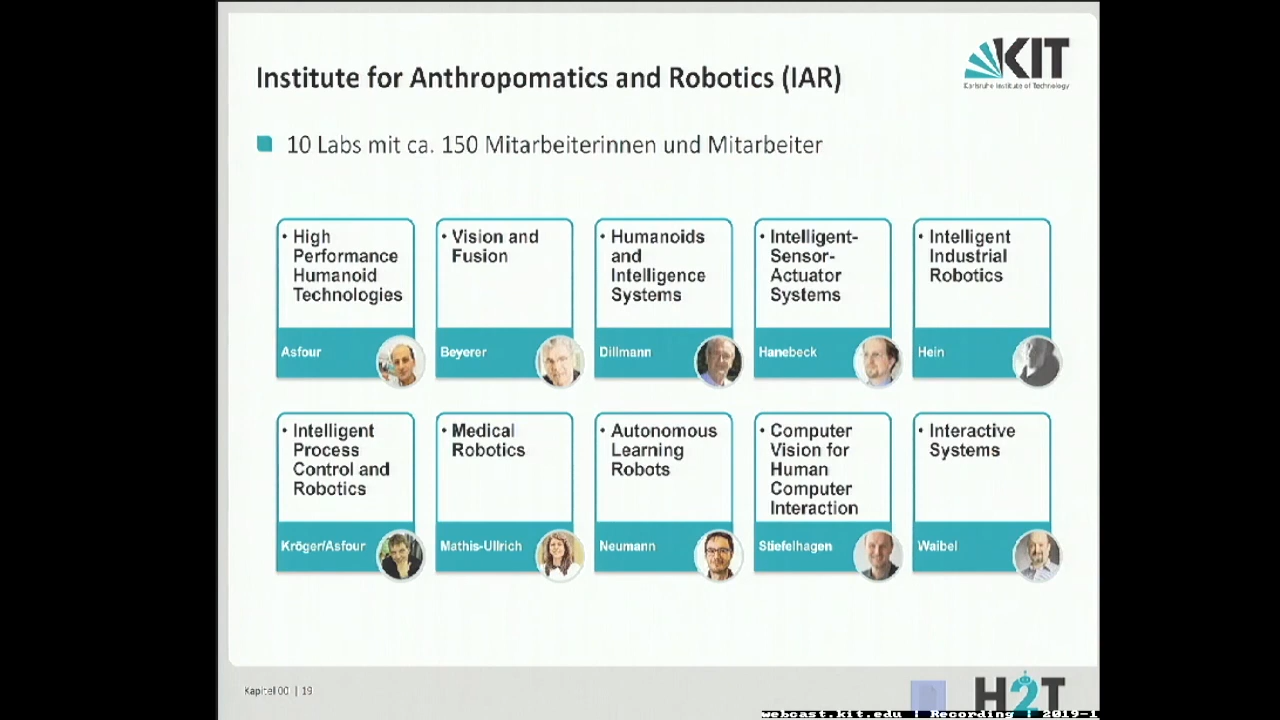 KIT
Karlsruhe Institute of Technology
Institute for Anthropomatics and Robotics (IAR)
10 Labs mit ca. 150 Mitarbeiterinnen und Mitarbeiter
• High
Performance
Humanoid
Technologies
Asfour
• Vision and
Fusion
Beyerer
• Humanoids
and
Intelligence
Systems
Dillmann
• Intelligent-
Sensor-
Actuator
Systems
Hanebeck
• Intelligent
Industrial
Robotics
Hein
• Intelligent
Process
Control and
Robotics
Kröger/Asfour
• Medical
Robotics
Mathis-Ullrich
• Autonomous
Learning
Robots
Neumann
• Computer
Vision for
Human
Computer
Interaction
Stiefelhagen
• Interactive
Systems
Waibel
Kapitel 00 | 19
H2T
webcast.kit.edu | Recording | 2019-1